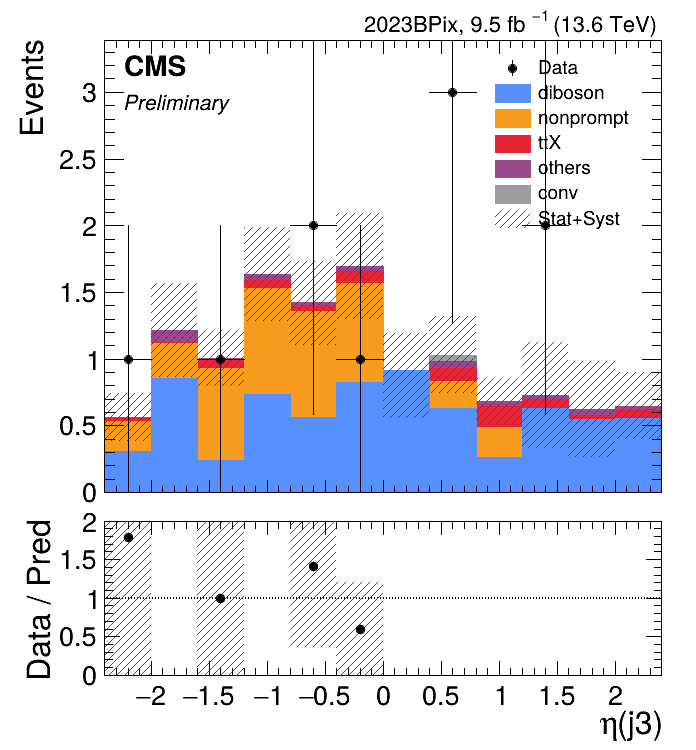 2023BPix, 9.5 fb⁻¹ (13.6 TeV)
CMS
Preliminary
Events
Data
diboson
nonprompt
ttX
others
conv
Stat+Syst
3
2.5
2
1.5
1
0.5
0
Data / Pred
2
1.5
1
0.5
0
−2 −1.5 −1 −0.5 0 0.5 1 1.5 2
η(j3)